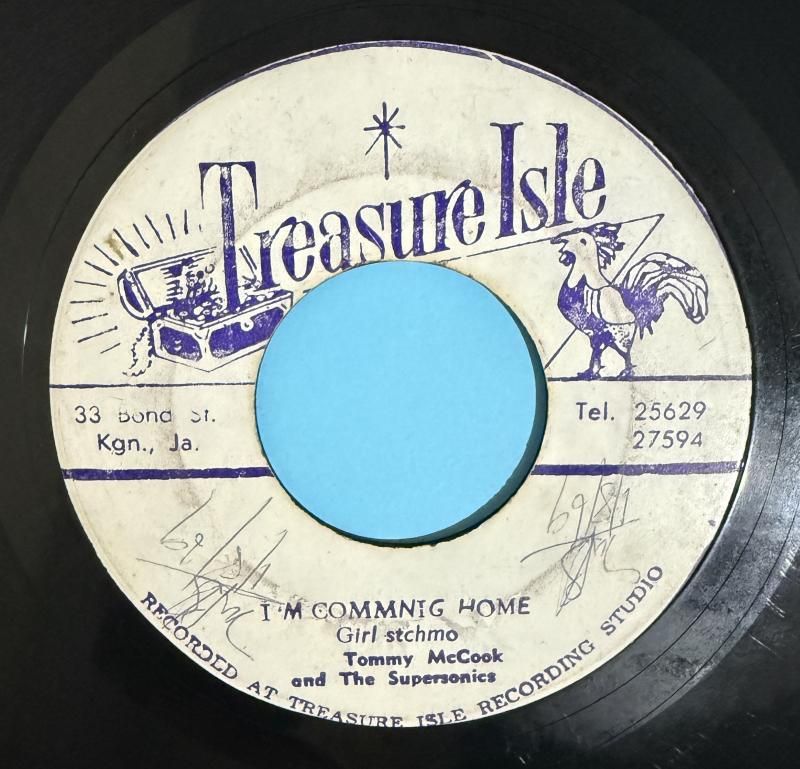 Treasure Isle
33 Bond St.
Kgn., Ja.
Tel. 25629
27594
I'M COMMNIG HOME
Girl stchmo
Tommy McCook
and The Supersonics
RECORDED AT TREASURE ISLE RECORDING STUDIO